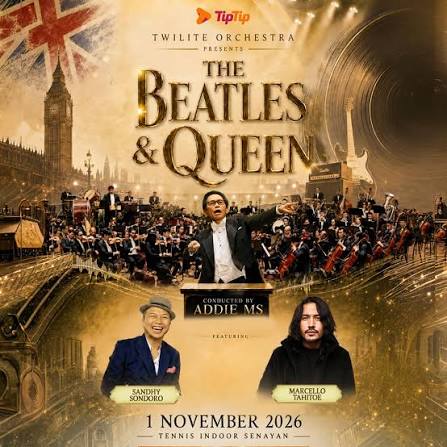 TipTip
TWILITE ORCHESTRA
PRESENTS
THE
BEATLES
& QUEEN
CONDUCTED BY
ADDIE MS
FEATURING
SANDHY
SONDORO
MARCELLO
TAHITOE
1 NOVEMBER 2026
TENNIS INDOOR SENAYAN